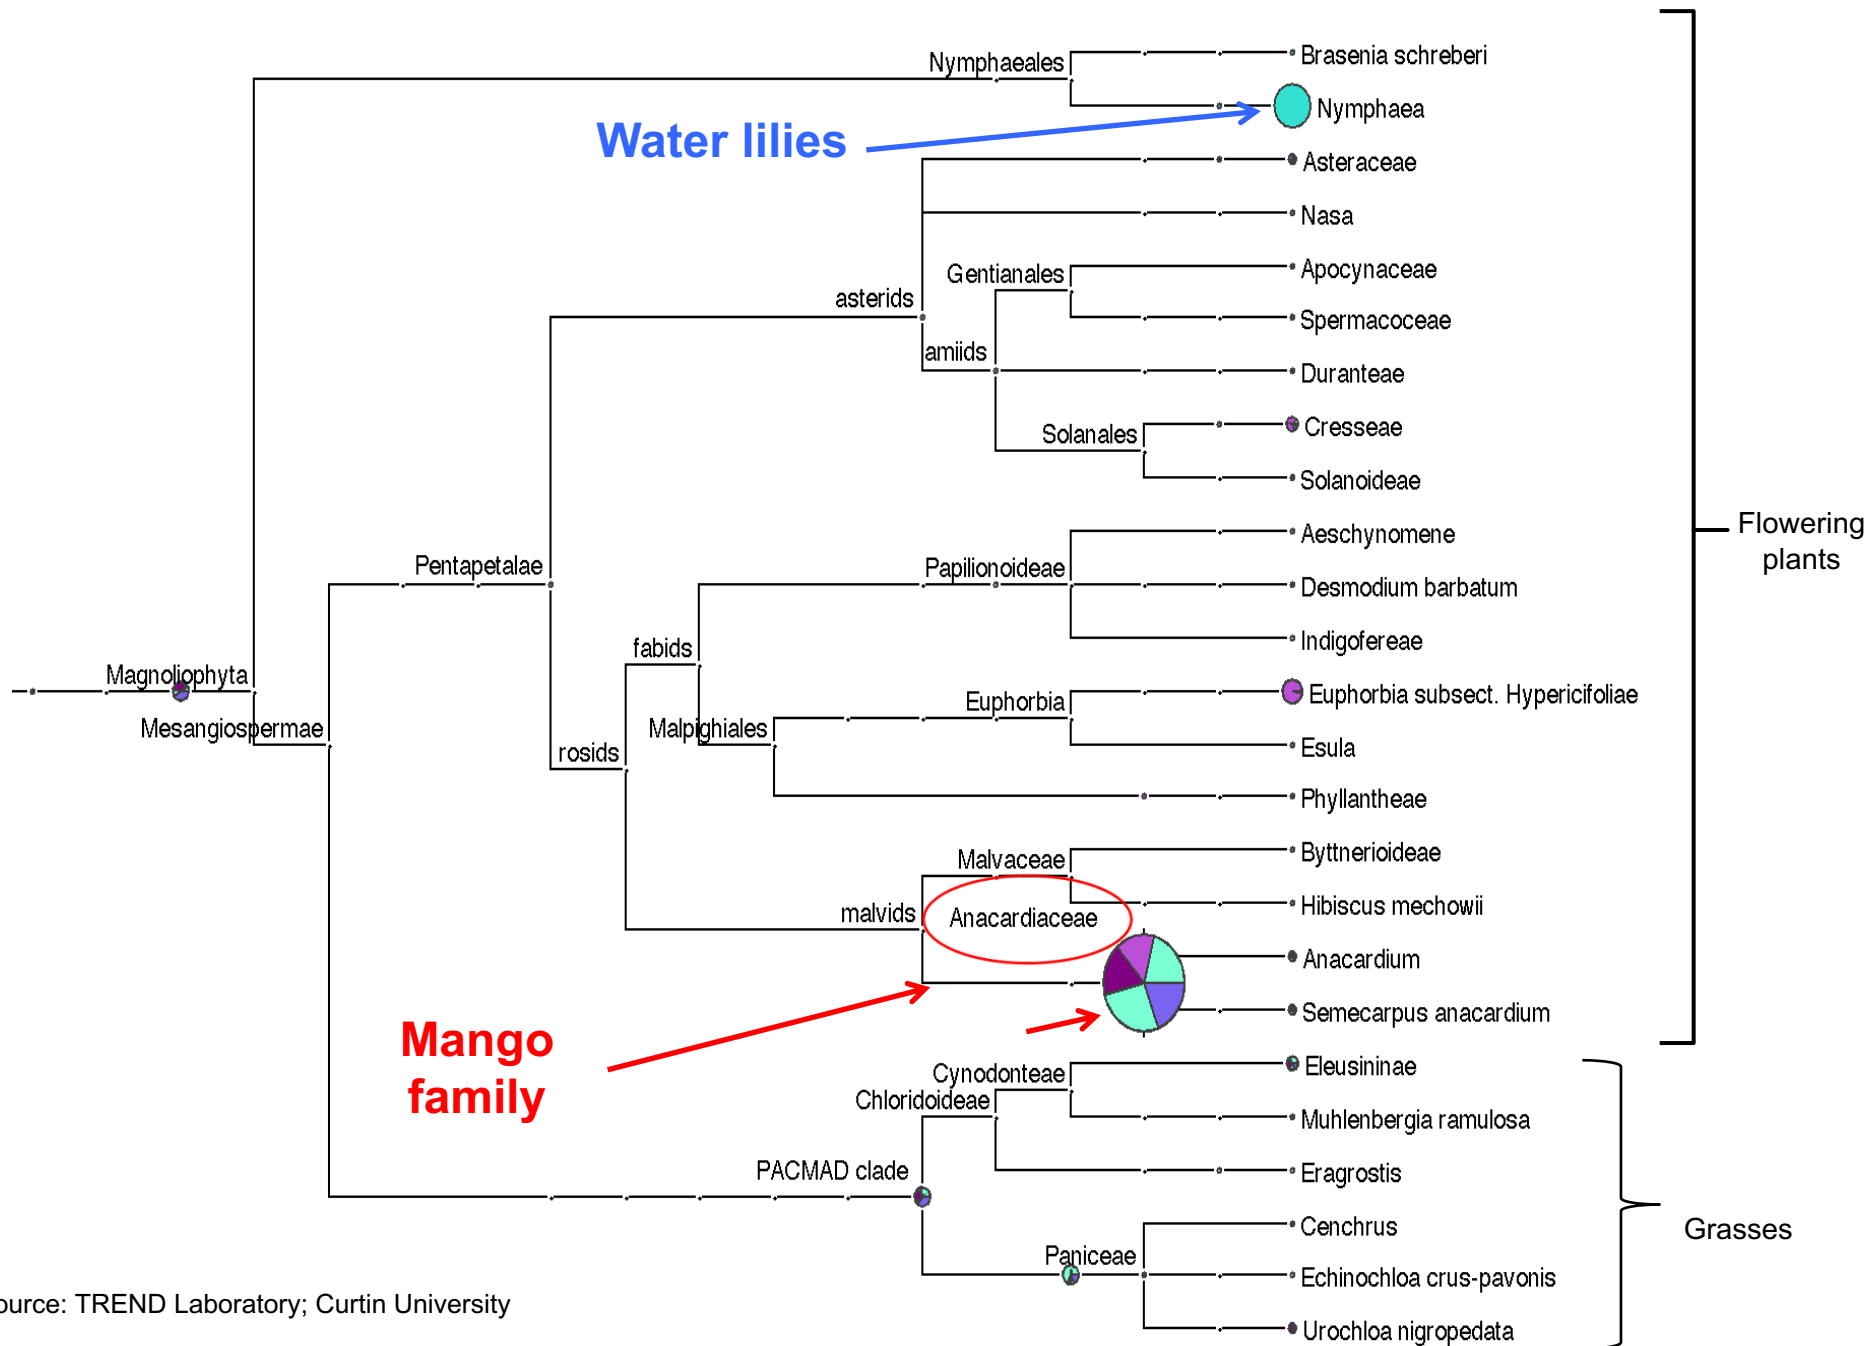 Nymphaeales
Brasenia schreberi
Nymphaea
Water lilies
Asteraceae
Nasa
Gentianales
Apocynaceae
asterids
Spermacoceae
amiids
Duranteae
Solanales
Cresseae
Solanoideae
Flowering
plants
Pentapetalae
Papilionoideae
Aeschynomene
Desmodium barbatum
fabids
Indigofereae
Magnoliophyta
Mesangiospermae
Euphorbia
Euphorbia subsect. Hypericifoliae
Malpighiales
rosids
Esula
Phyllantheae
Malvaceae
Byttnerioideae
malvids
Anacardiaceae
Hibiscus mechowii
Anacardium
Mango
family
Semecarpus anacardium
Cynodonteae
Eleusininae
Chloridoideae
Muhlenbergia ramulosa
PACMAD clade
Eragrostis
Grasses
Cenchrus
Paniceae
Echinochloa crus-pavonis
Urochloa nigropedata
ource: TREND Laboratory; Curtin University